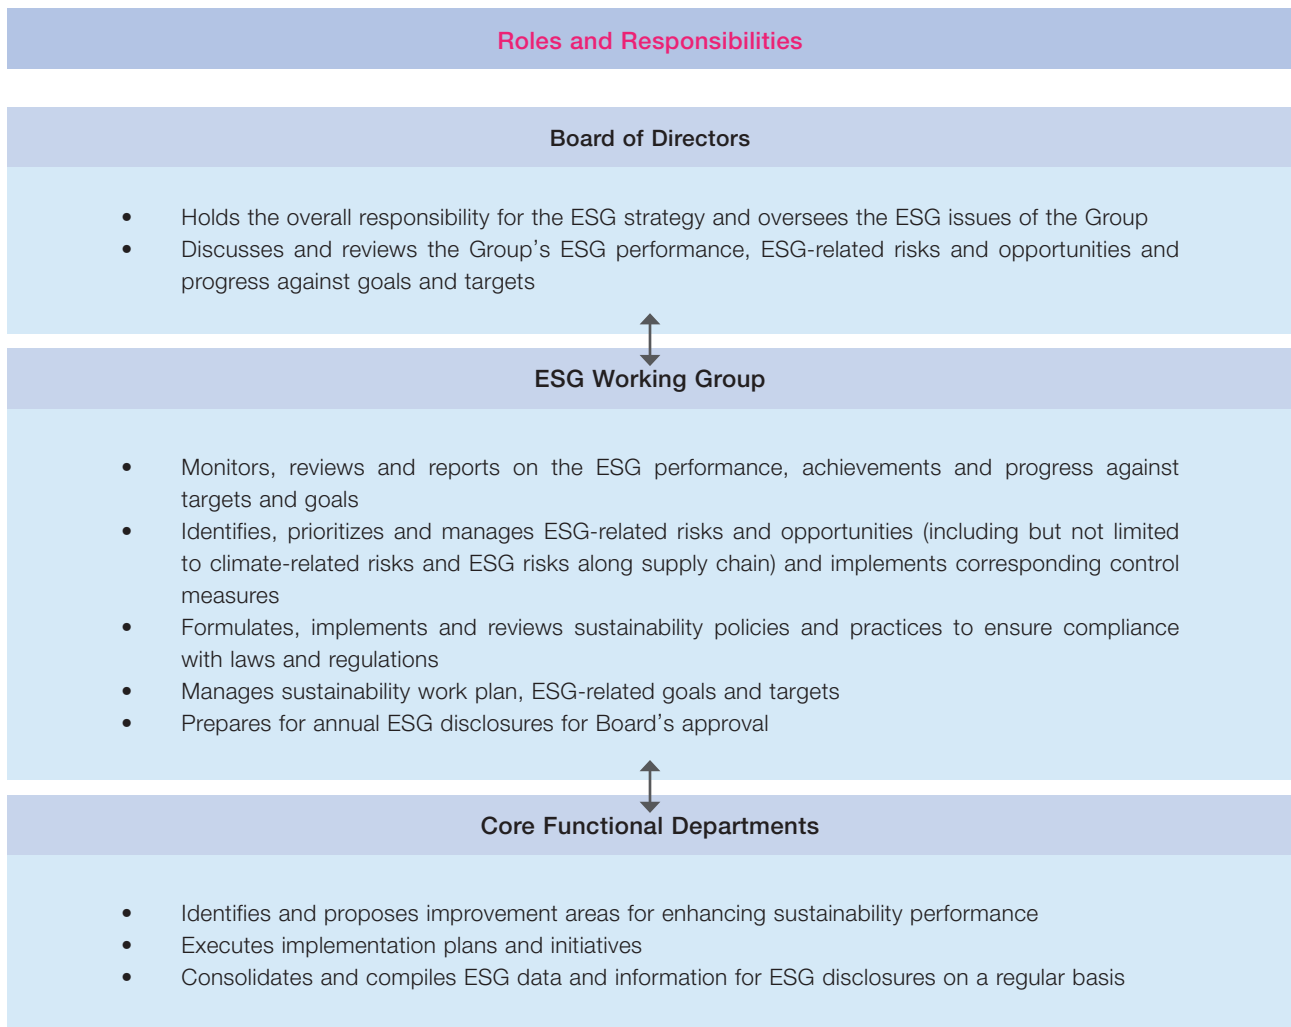 Roles and Responsibilities
Board of Directors
• Holds the overall responsibility for the ESG strategy and oversees the ESG issues of the Group
• Discusses and reviews the Group's ESG performance, ESG-related risks and opportunities and
progress against goals and targets
ESG Working Group
• Monitors, reviews and reports on the ESG performance, achievements and progress against
targets and goals
• Identifies, prioritizes and manages ESG-related risks and opportunities (including but not limited
to climate-related risks and ESG risks along supply chain) and implements corresponding control
measures
• Formulates, implements and reviews sustainability policies and practices to ensure compliance
with laws and regulations
• Manages sustainability work plan, ESG-related goals and targets
• Prepares for annual ESG disclosures for Board's approval
Core Functional Departments
• Identifies and proposes improvement areas for enhancing sustainability performance
• Executes implementation plans and initiatives
• Consolidates and compiles ESG data and information for ESG disclosures on a regular basis